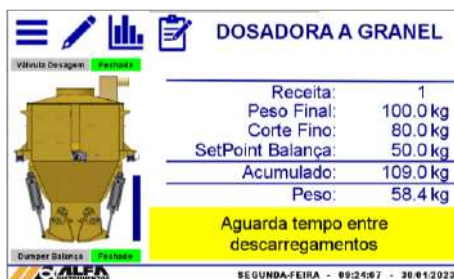 DOSADORA A GRANEL
Válvula Dosagem Fechada
Receita: 1
Peso Final: 100.0 kg
Corte Fino: 80.0 kg
SetPoint Balança: 50.0 kg
Acumulado: 109.0 kg
Peso: 58.4 kg
Aguarda tempo entre
descarregamentos
Dumper Balança Fechado
ALFA
INSTRUMENTOS
SEGUNDA-FEIRA - 09:24:07 - 30/01/2023